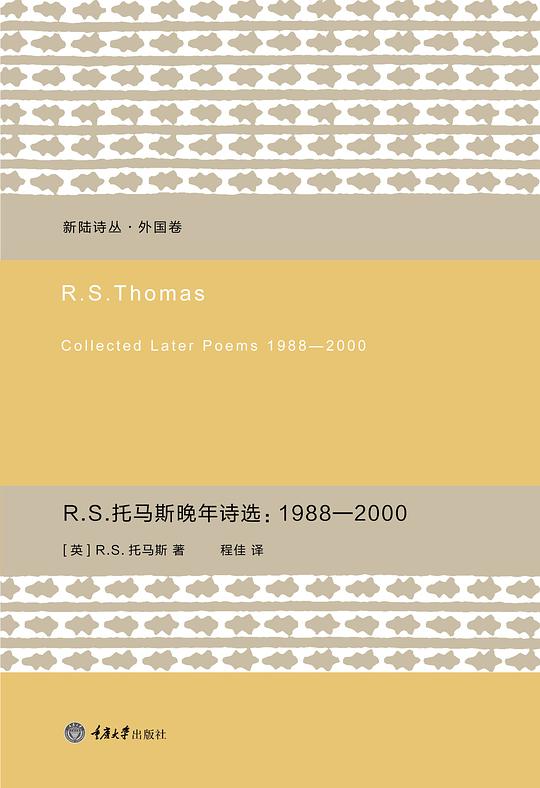 新陆诗丛·外国卷
R.S.Thomas
Collected Later Poems 1988—2000
R.S.托马斯晚年诗选：1988—2000
[英] R.S. 托马斯 著 程佳 译
重庆大学出版社